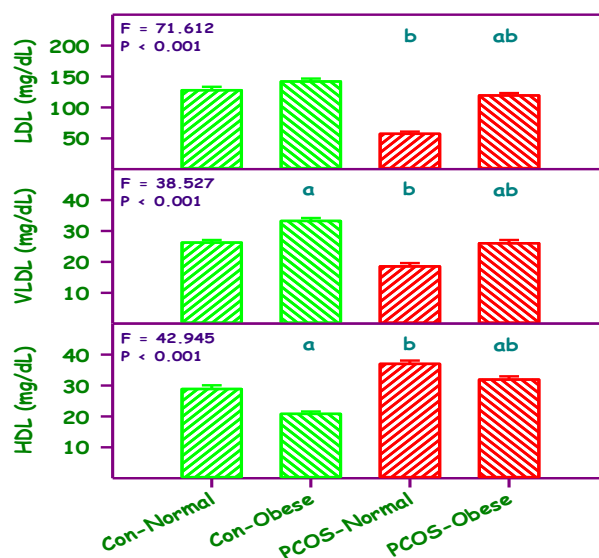 F = 71.612
P < 0.001
b
ab
LDL (mg/dL)
200
150
100
50
F = 38.527
P < 0.001
a
b
ab
VLDL (mg/dL)
40
30
20
10
F = 42.945
P < 0.001
a
b
ab
HDL (mg/dL)
40
30
20
10
Con-Normal
Con-Obese
PCOS-Normal
PCOS-Obese